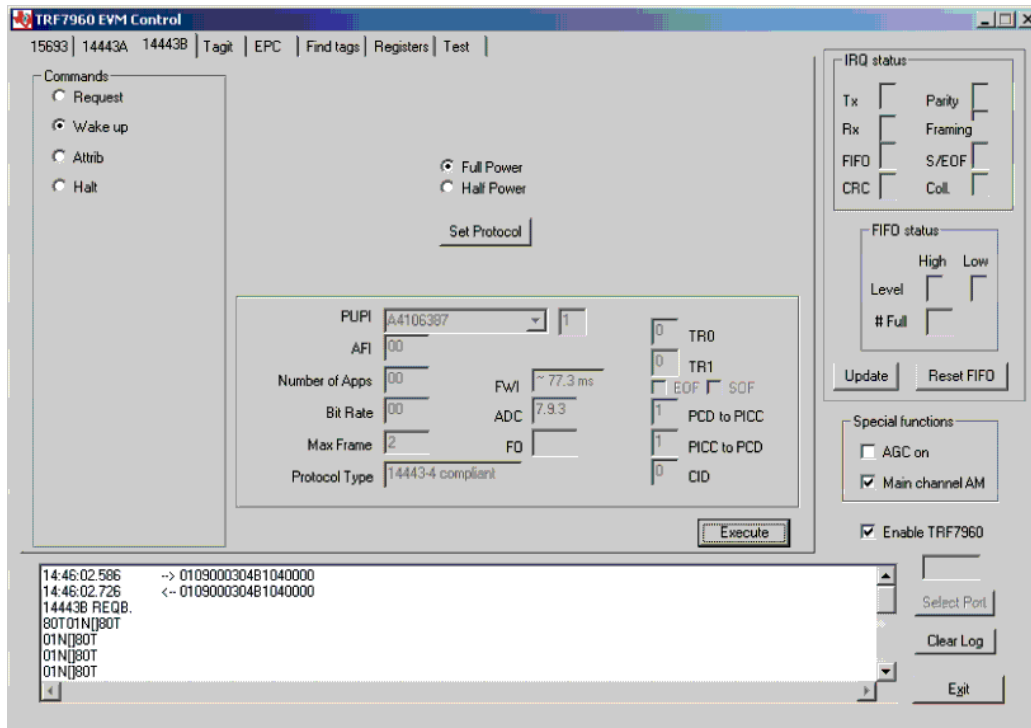 TRF7960 EVM Control
15693 14443A 14443B Tagit EPC Find tags Registers Test
Commands
Request
Wake up
Attrib
Halt
Full Power
Half Power
Set Protocol
PUPI A4106387 1
AFI 00
Number of Apps 00
Bit Rate 00
Max Frame 2
Protocol Type 14443-4 compliant
FWI ~ 77.3 ms
ADC 7.9.3
FO
0 TR0
0 TR1
EOF SOF
1 PCD to PICC
1 PICC to PCD
0 CID
Execute
IRQ status
Tx Parity
Rx Framing
FIFO S/EOF
CRC Coll.
FIFO status
High Low
Level
# Full
Update Reset FIFO
Special functions
AGC on
Main channel AM
Enable TRF7960
Select Port
Clear Log
Exit
14:46:02.586 --> 0109000304B1040000
14:46:02.726 <-- 0109000304B1040000
14443B REQB.
80T01N[]80T
01N[]80T
01N[]80T
01N[]80T